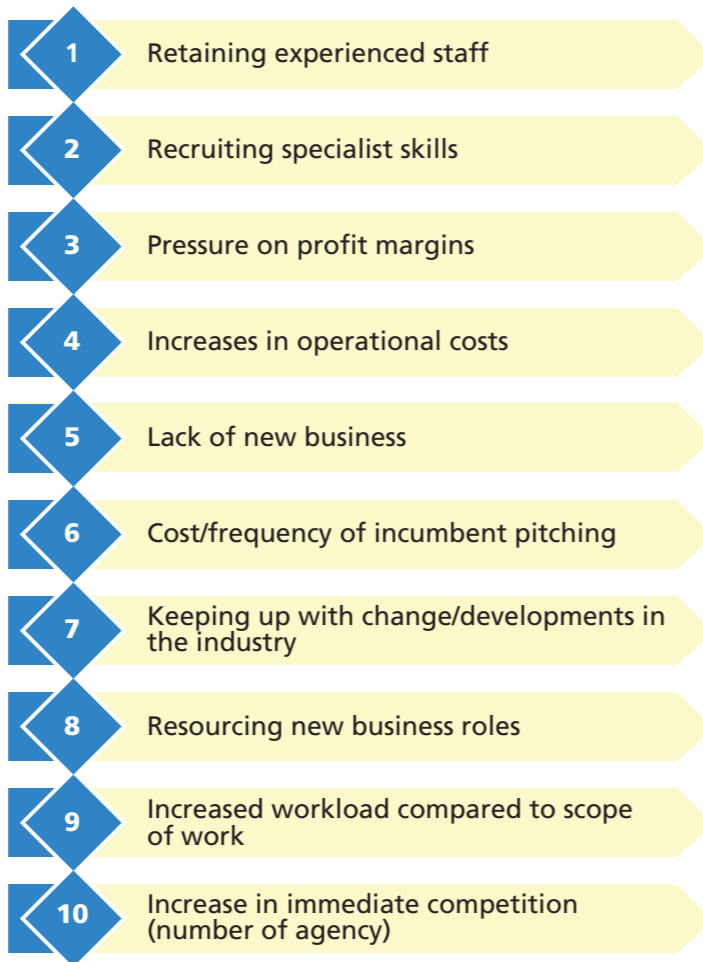 1 Retaining experienced staff
2 Recruiting specialist skills
3 Pressure on profit margins
4 Increases in operational costs
5 Lack of new business
6 Cost/frequency of incumbent pitching
7 Keeping up with change/developments in
the industry
8 Resourcing new business roles
9 Increased workload compared to scope
of work
10 Increase in immediate competition
(number of agency)